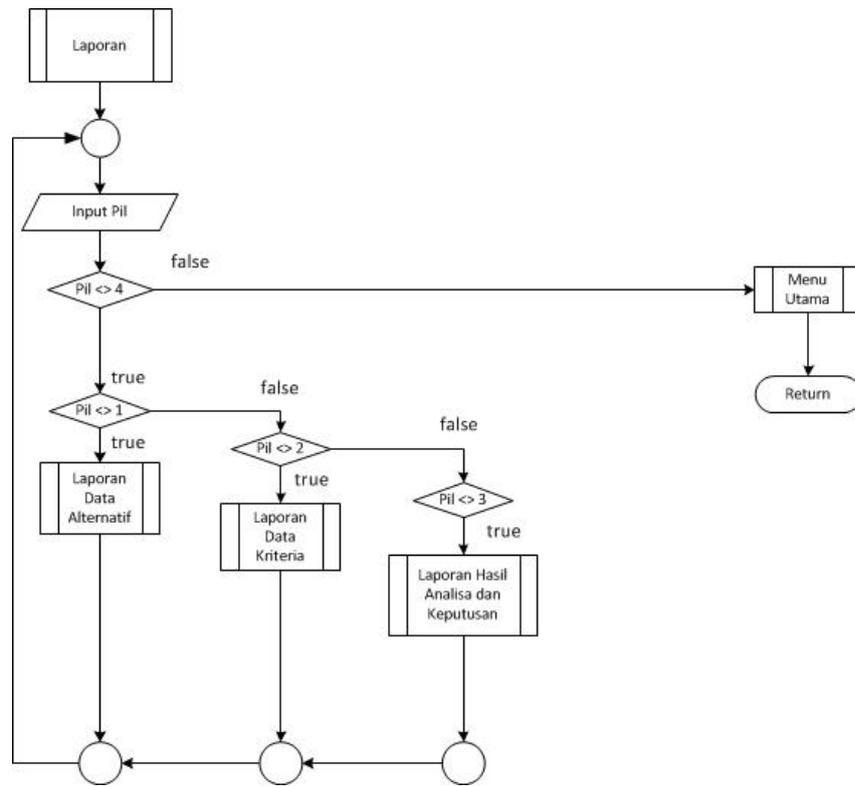 Laporan
Input Pil
false
Pil <> 4
Menu
Utama
Return
true
false
Pil <> 1
true
false
Pil <> 2
true
Laporan
Data
Alternatif
Pil <> 3
true
Laporan
Data
Kriteria
Laporan Hasil
Analisa dan
Keputusan